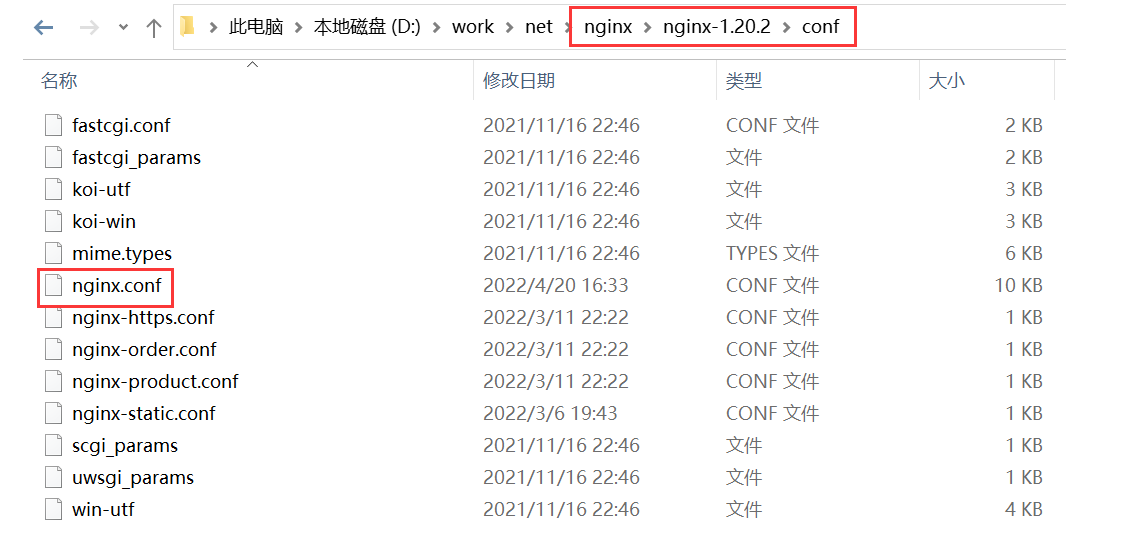 此电脑 本地磁盘 (D:) work net nginx nginx-1.20.2 conf
名称 修改日期 类型 大小
fastcgi.conf 2021/11/16 22:46 CONF 文件 2 KB
fastcgi_params 2021/11/16 22:46 文件 2 KB
koi-utf 2021/11/16 22:46 文件 3 KB
koi-win 2021/11/16 22:46 文件 3 KB
mime.types 2021/11/16 22:46 TYPES 文件 6 KB
nginx.conf 2022/4/20 16:33 CONF 文件 10 KB
nginx-https.conf 2022/3/11 22:22 CONF 文件 1 KB
nginx-order.conf 2022/3/11 22:22 CONF 文件 1 KB
nginx-product.conf 2022/3/11 22:22 CONF 文件 1 KB
nginx-static.conf 2022/3/6 19:43 CONF 文件 1 KB
scgi_params 2021/11/16 22:46 文件 1 KB
uwsgi_params 2021/11/16 22:46 文件 1 KB
win-utf 2021/11/16 22:46 文件 4 KB